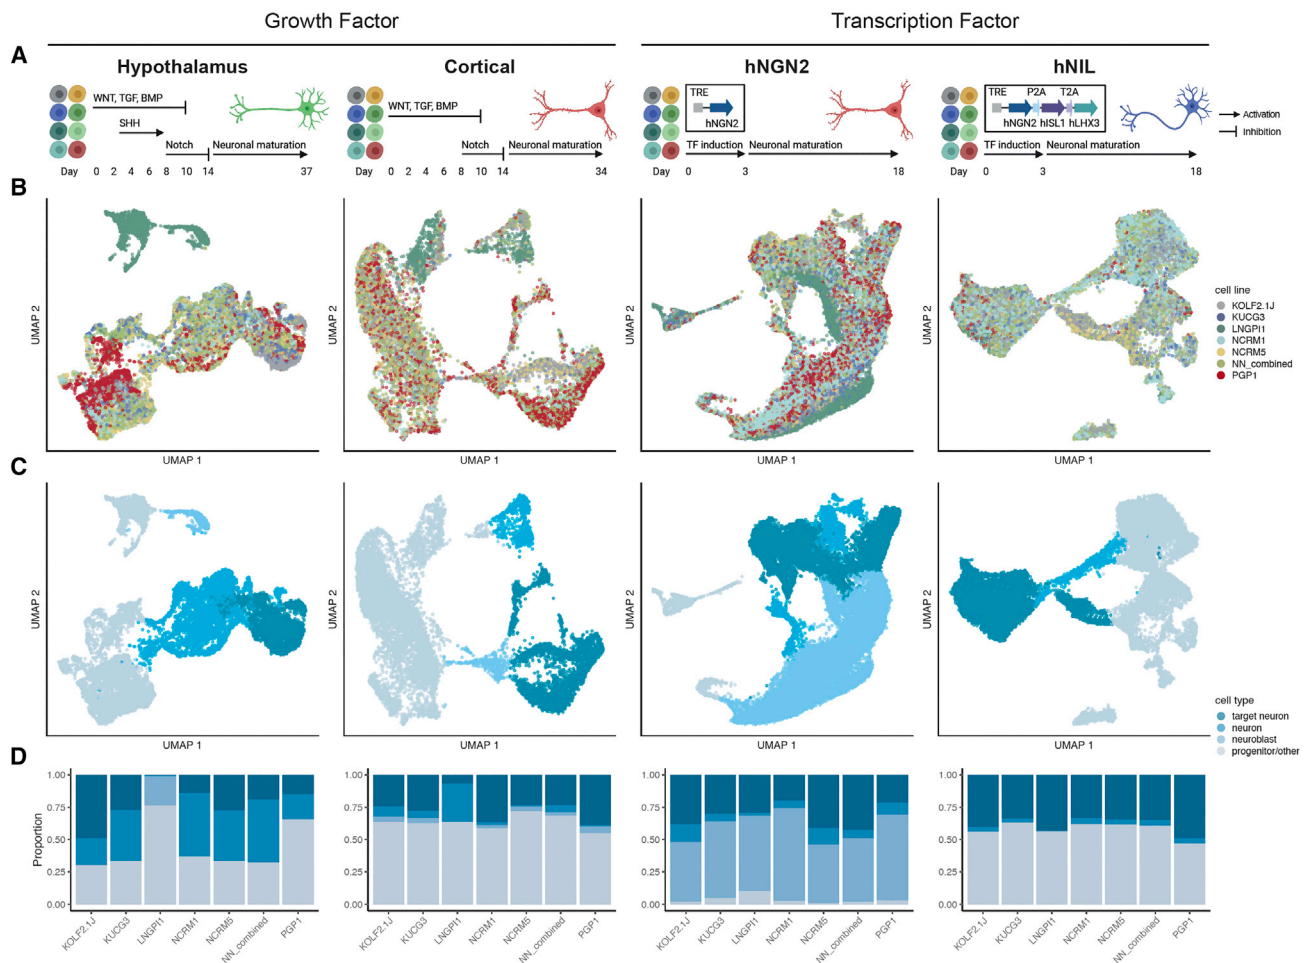 Growth Factor
Transcription Factor
A
Hypothalamus
Cortical
hNGN2
hNIL
WNT, TGF, BMP
SHH
Notch
Neuronal maturation
Day 0 2 4 6 8 10 14 37
WNT, TGF, BMP
Notch
Neuronal maturation
Day 0 2 4 6 8 10 14 34
TRE
hNGN2
TF induction
Neuronal maturation
Day 0 3 18
TRE P2A T2A
hNGN2 hISL1 hLHX3
TF induction
Neuronal maturation
Day 0 3 18
Activation
Inhibition
B
UMAP 2
UMAP 1
UMAP 2
UMAP 1
UMAP 2
UMAP 1
UMAP 2
UMAP 1
cell line
KOLF2.1J
KUCG3
LNGPI1
NCRM1
NCRM5
NN_combined
PGP1
C
UMAP 2
UMAP 1
UMAP 2
UMAP 1
UMAP 2
UMAP 1
UMAP 2
UMAP 1
cell type
target neuron
neuron
neuroblast
progenitor/other
D
Proportion
1.00
0.75
0.50
0.25
0.00
KOLF2.1J
KUCG3
LNGPI1
NCRM1
NCRM5
NN_combined
PGP1
1.00
0.75
0.50
0.25
0.00
KOLF2.1J
KUCG3
LNGPI1
NCRM1
NCRM5
NN_combined
PGP1
1.00
0.75
0.50
0.25
0.00
KOLF2.1J
KUCG3
LNGPI1
NCRM1
NCRM5
NN_combined
PGP1
1.00
0.75
0.50
0.25
0.00
KOLF2.1J
KUCG3
LNGPI1
NCRM1
NCRM5
NN_combined
PGP1